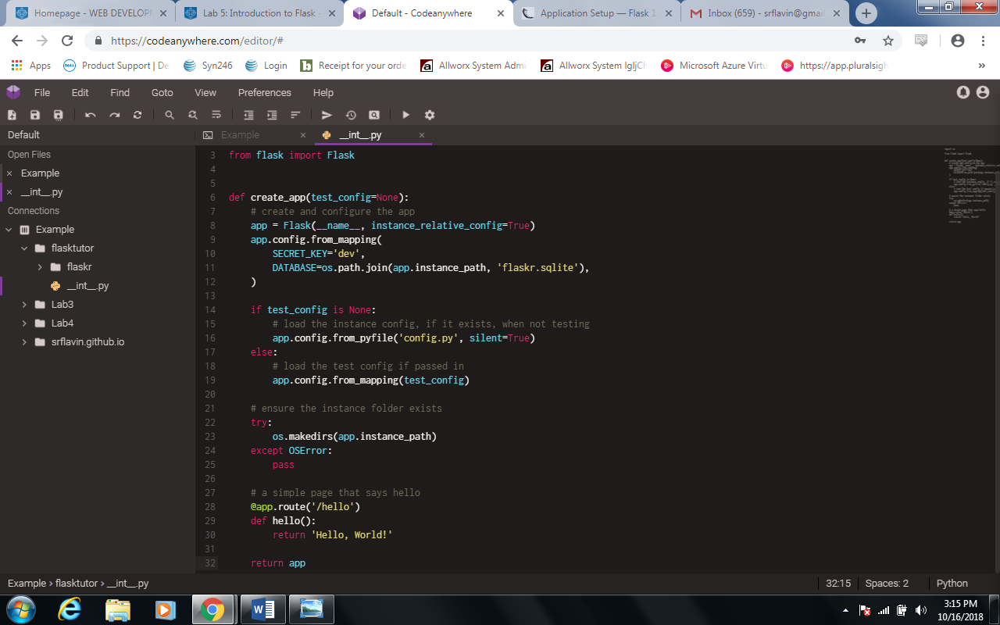 Homepage - WEB DEVELOPM
Lab 5: Introduction to Flask -
Default - Codeanywhere
Application Setup — Flask 1.
Inbox (659) - srflavin@gmai
https://codeanywhere.com/editor/#
Apps
Product Support | De
Syn246
Login
Receipt for your orde
Allworx System Admi
Allworx System IgIjCh
Microsoft Azure Virtu
https://app.pluralsigh
»
File Edit Find Goto View Preferences Help
Default
Example
__int__.py
Open Files
Example
__int__.py
Connections
Example
flasktutor
flaskr
__int__.py
Lab3
Lab4
srflavin.github.io
3 from flask import Flask
4
5
6 def create_app(test_config=None):
7     # create and configure the app
8     app = Flask(__name__, instance_relative_config=True)
9     app.config.from_mapping(
10         SECRET_KEY='dev',
11         DATABASE=os.path.join(app.instance_path, 'flaskr.sqlite'),
12     )
13
14     if test_config is None:
15         # load the instance config, if it exists, when not testing
16         app.config.from_pyfile('config.py', silent=True)
17     else:
18         # load the test config if passed in
19         app.config.from_mapping(test_config)
20
21     # ensure the instance folder exists
22     try:
23         os.makedirs(app.instance_path)
24     except OSError:
25         pass
26
27     # a simple page that says hello
28     @app.route('/hello')
29     def hello():
30         return 'Hello, World!'
31
32     return app
Example › flasktutor › __int__.py
32:15
Spaces: 2
Python
3:15 PM
10/16/2018